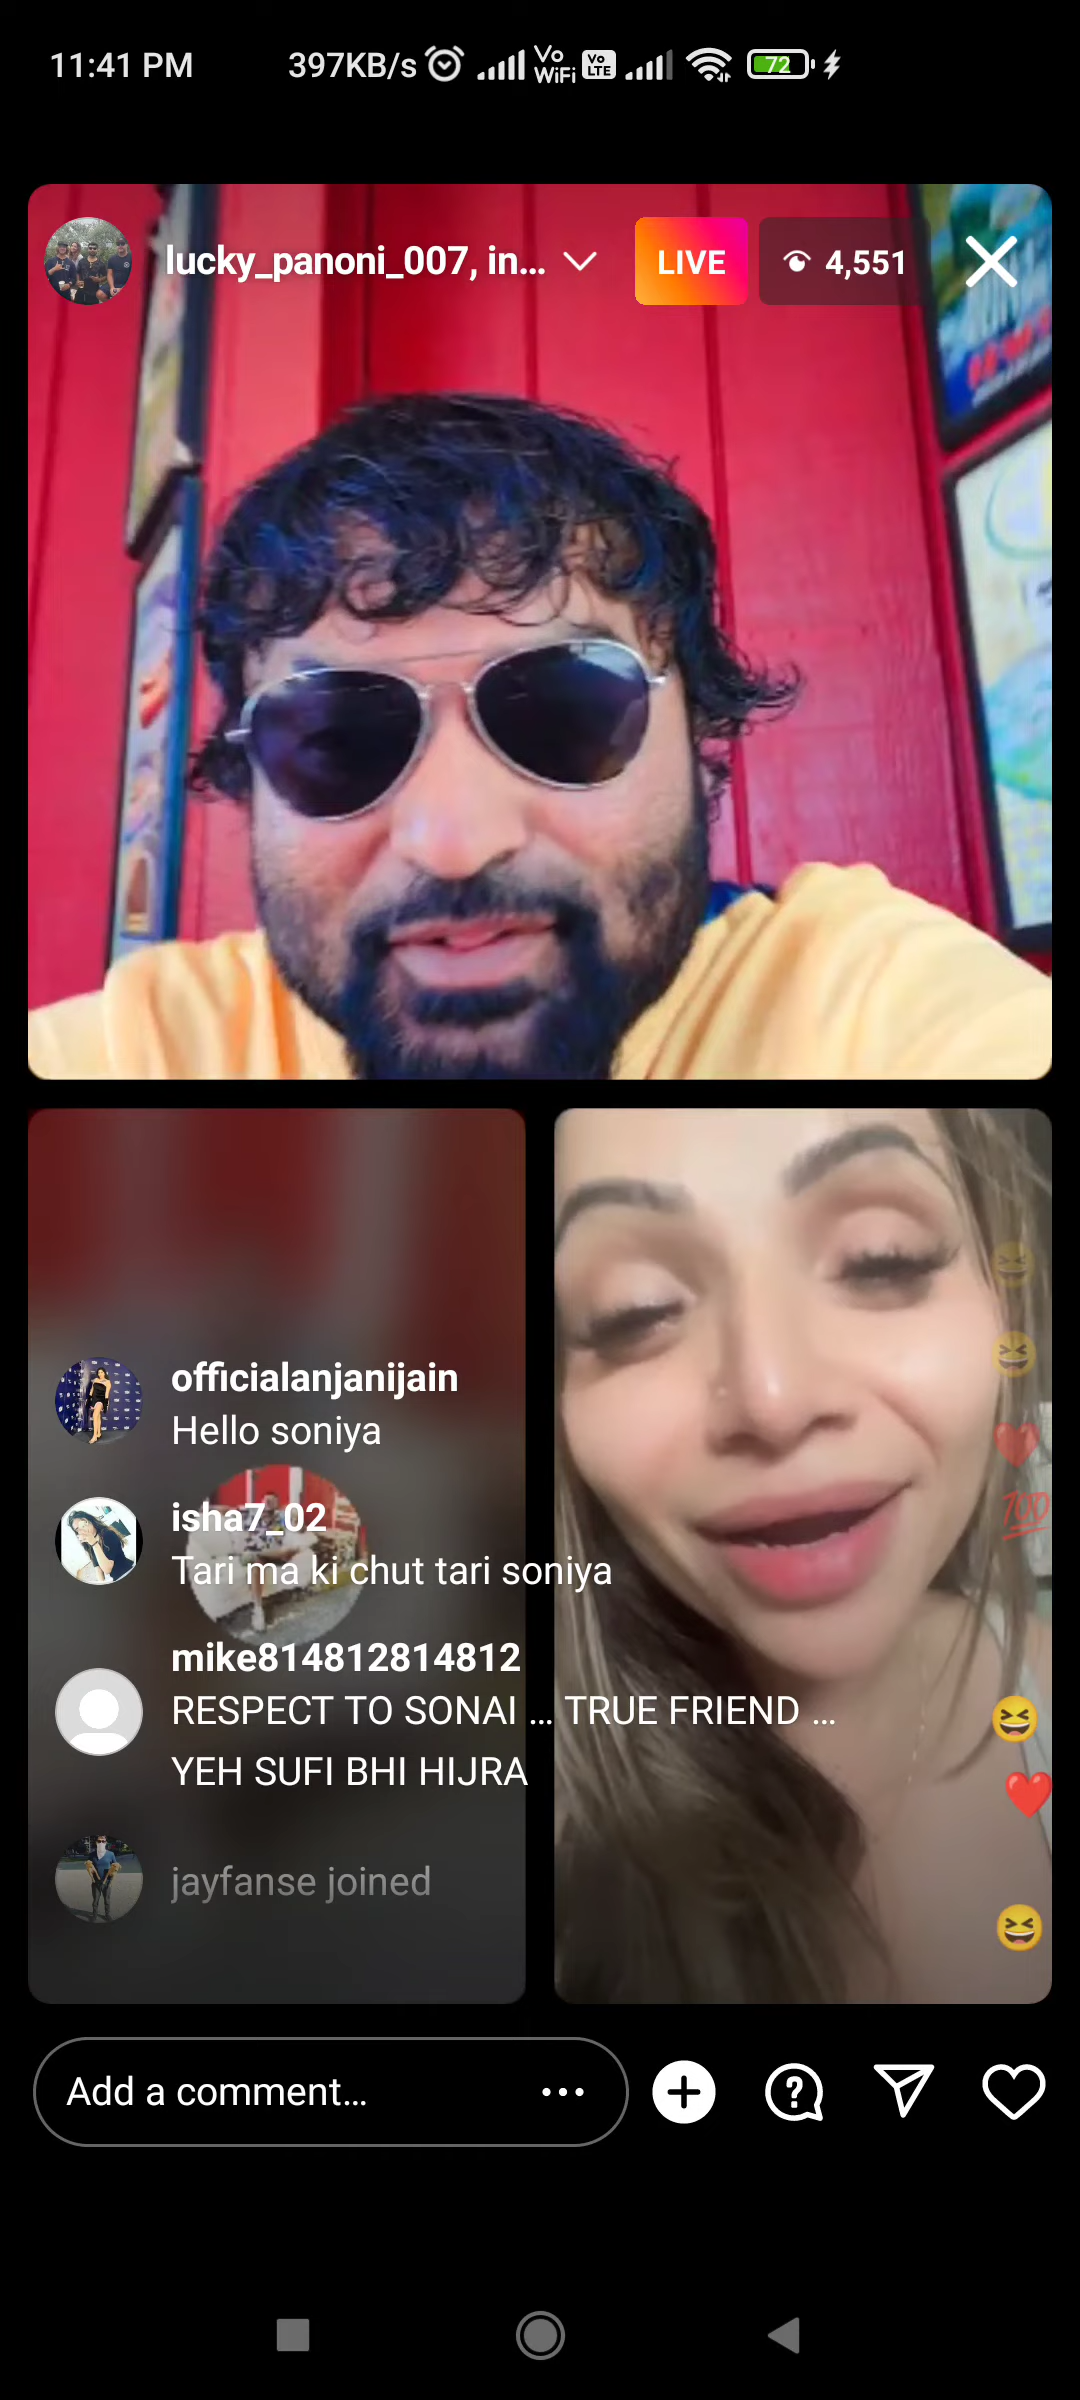 11:41 PM
397KB/s
Vo
WiFi
Vo
LTE
72
lucky_panoni_007, in...
LIVE
4,551
officialanjanijain
Hello soniya
isha7_02
Tari ma ki chut tari soniya
mike814812814812
RESPECT TO SONAI ... TRUE FRIEND ...
YEH SUFI BHI HIJRA
jayfanse joined
100
Add a comment...